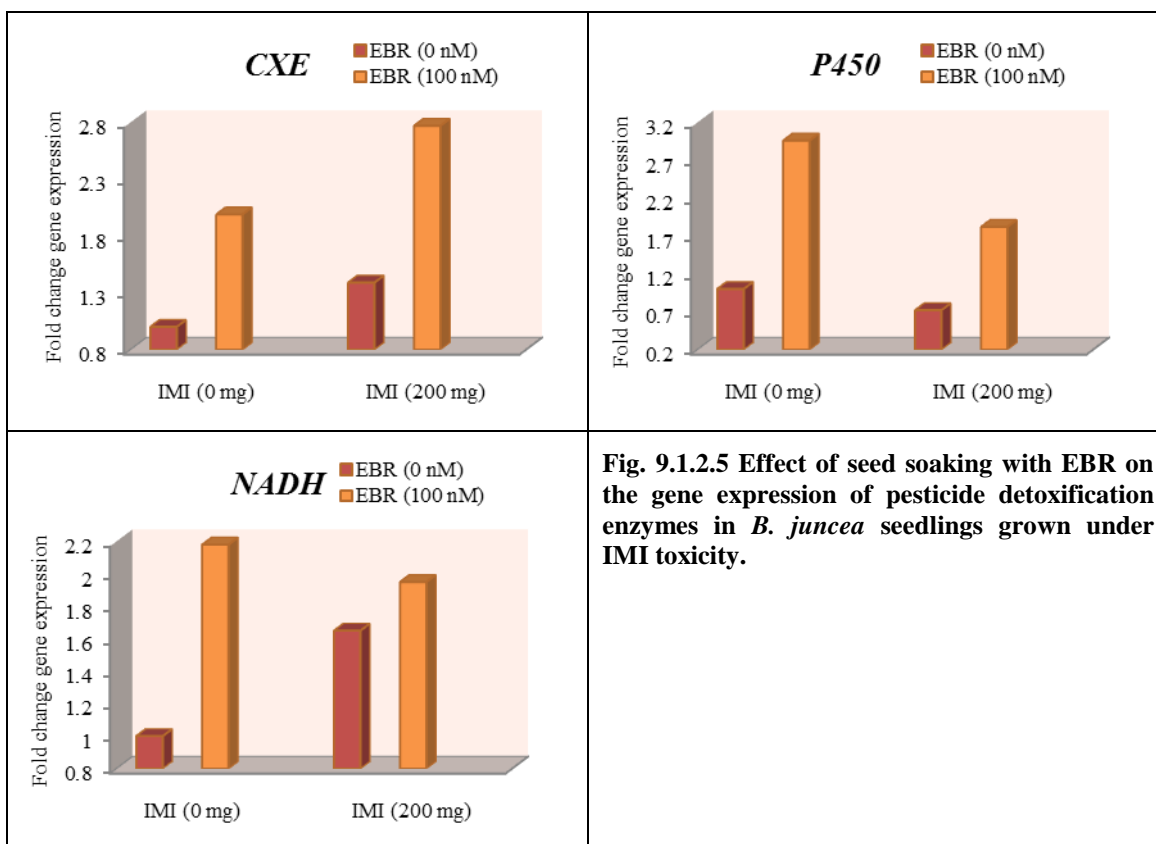 CXE
EBR (0 nM)
EBR (100 nM)
Fold change gene expression
2.8
2.3
1.8
1.3
0.8
IMI (0 mg)
IMI (200 mg)
P450
EBR (0 nM)
EBR (100 nM)
Fold change gene expression
3.2
2.7
2.2
1.7
1.2
0.7
0.2
IMI (0 mg)
IMI (200 mg)
NADH
EBR (0 nM)
EBR (100 nM)
Fold change gene expression
2.2
2
1.8
1.6
1.4
1.2
1
0.8
IMI (0 mg)
IMI (200 mg)
Fig. 9.1.2.5 Effect of seed soaking with EBR on
the gene expression of pesticide detoxification
enzymes in B. juncea seedlings grown under
IMI toxicity.